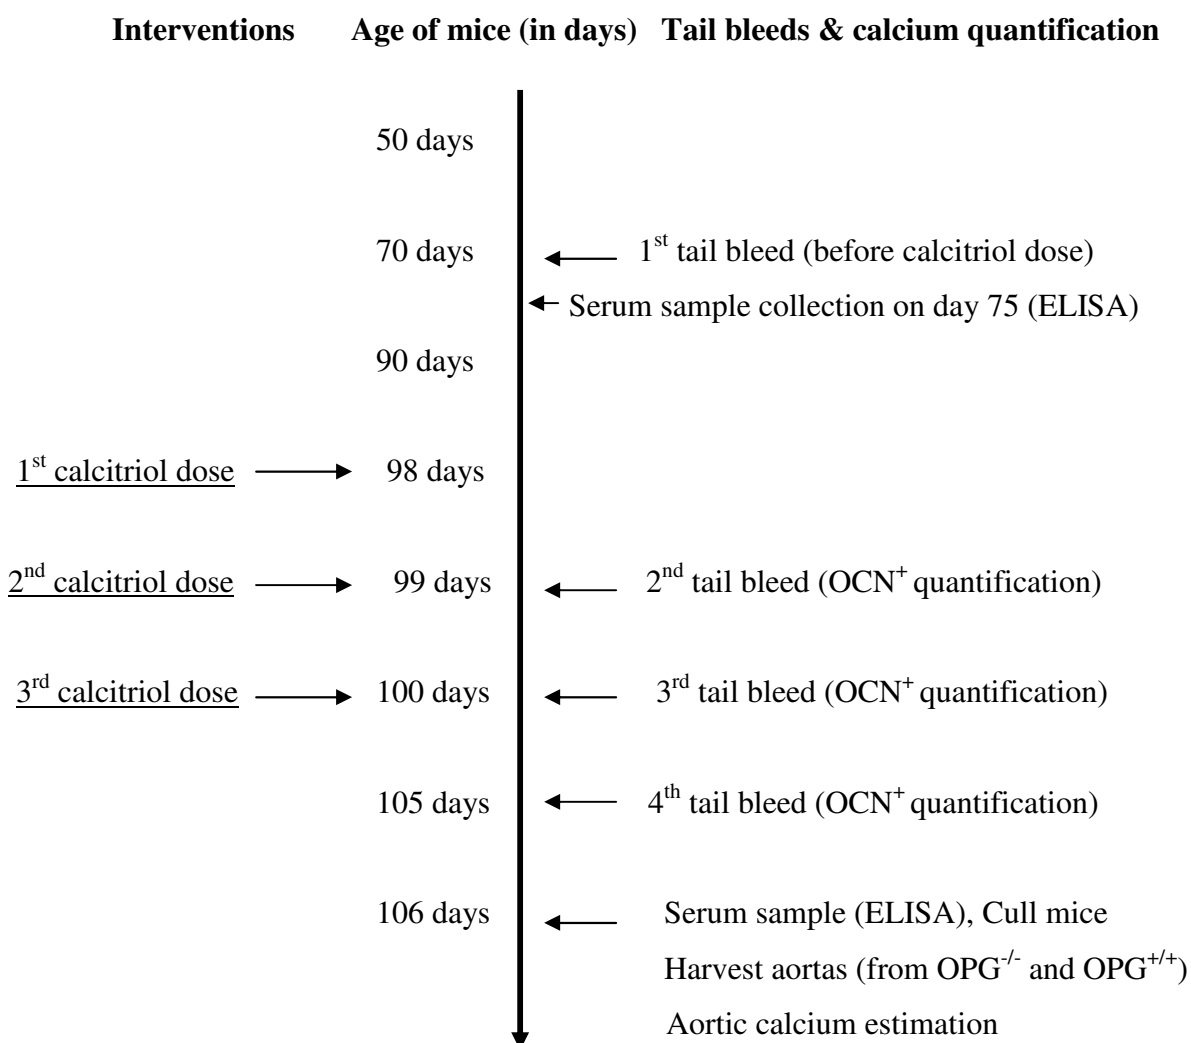 Interventions Age of mice (in days) Tail bleeds & calcium quantification
50 days
70 days 1st tail bleed (before calcitriol dose)
Serum sample collection on day 75 (ELISA)
90 days
1st calcitriol dose 98 days
2nd calcitriol dose 99 days 2nd tail bleed (OCN+ quantification)
3rd calcitriol dose 100 days 3rd tail bleed (OCN+ quantification)
105 days 4th tail bleed (OCN+ quantification)
106 days Serum sample (ELISA), Cull mice
Harvest aortas (from OPG-/- and OPG+/+)
Aortic calcium estimation